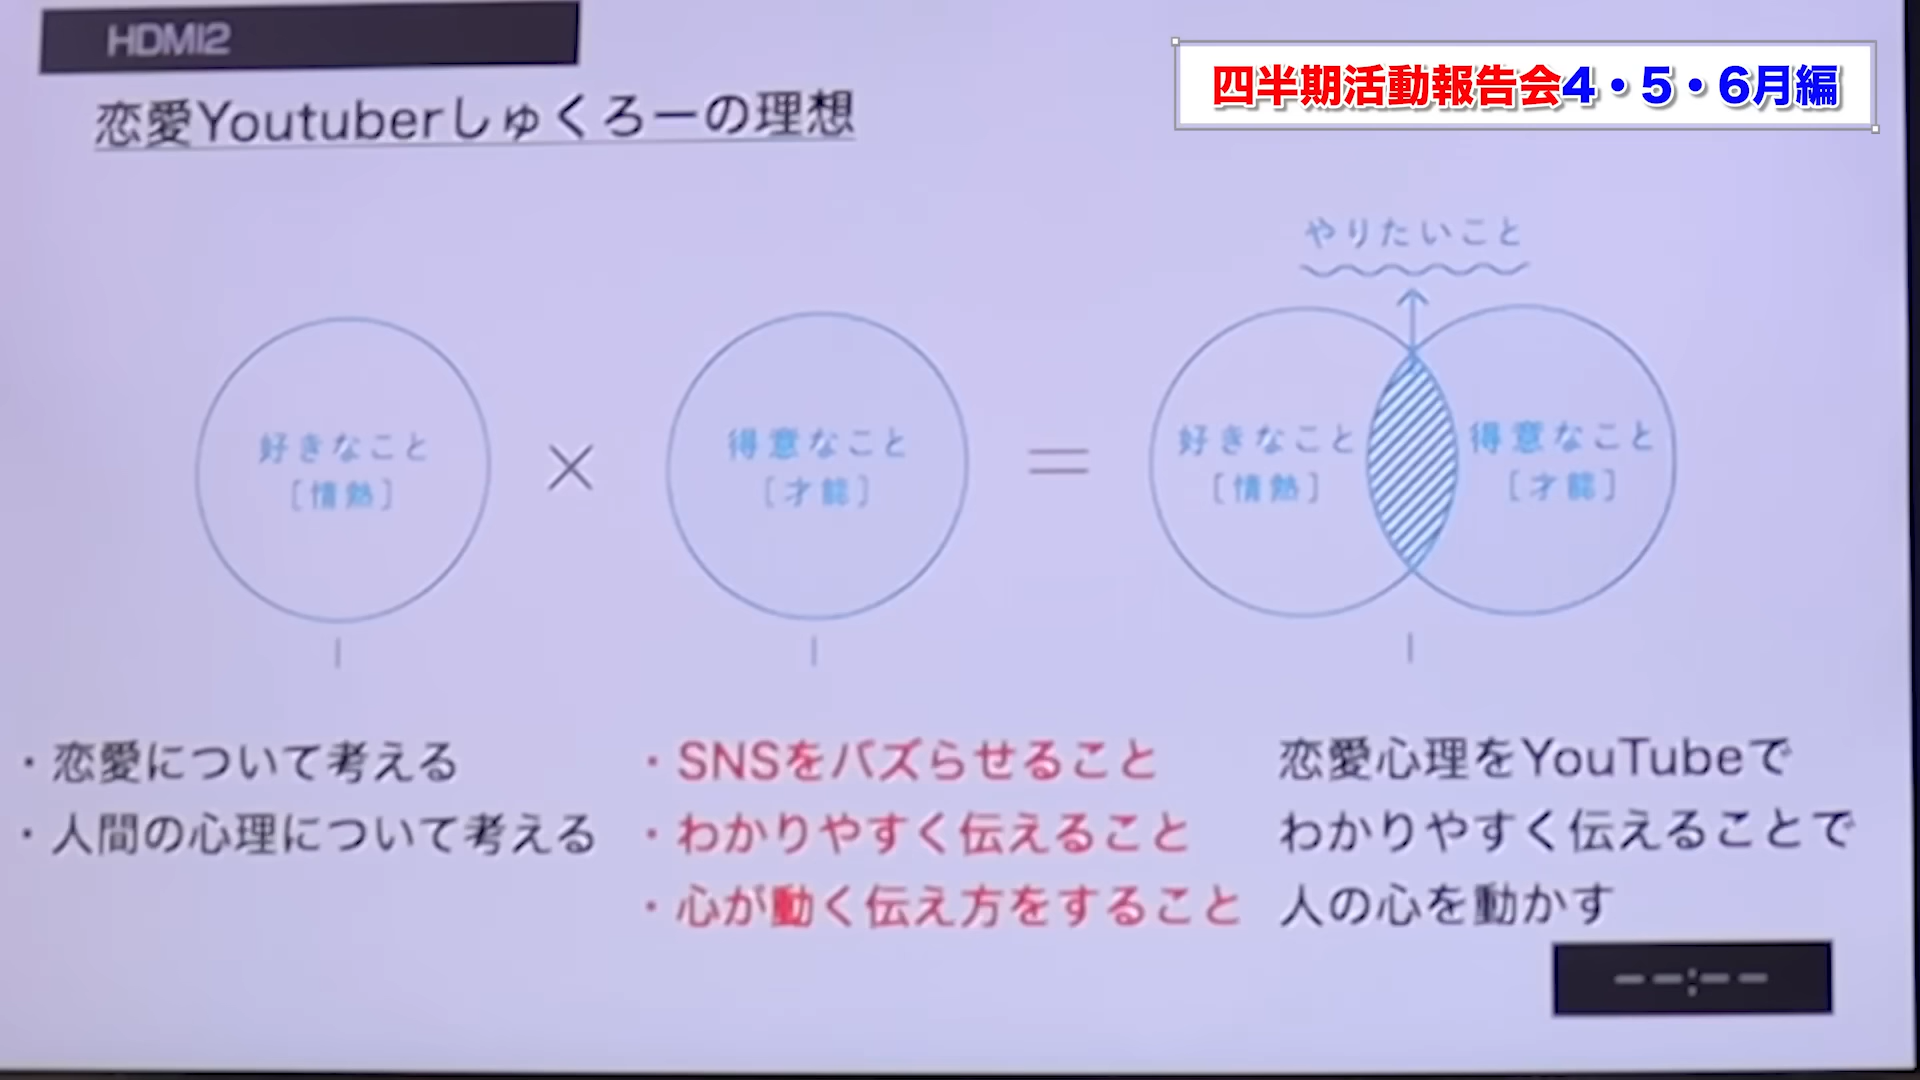 HDMI2
四半期活動報告会4・5・6月編
恋愛Youtuberしゅくろーの理想
やりたいこと
好きなこと
[情熱]
×
得意なこと
[才能]
=
好きなこと
[情熱]
得意なこと
[才能]
・恋愛について考える
・人間の心理について考える
・SNSをバズらせること
・わかりやすく伝えること
・心が動く伝え方をすること
恋愛心理をYouTubeで
わかりやすく伝えることで
人の心を動かす
--:--